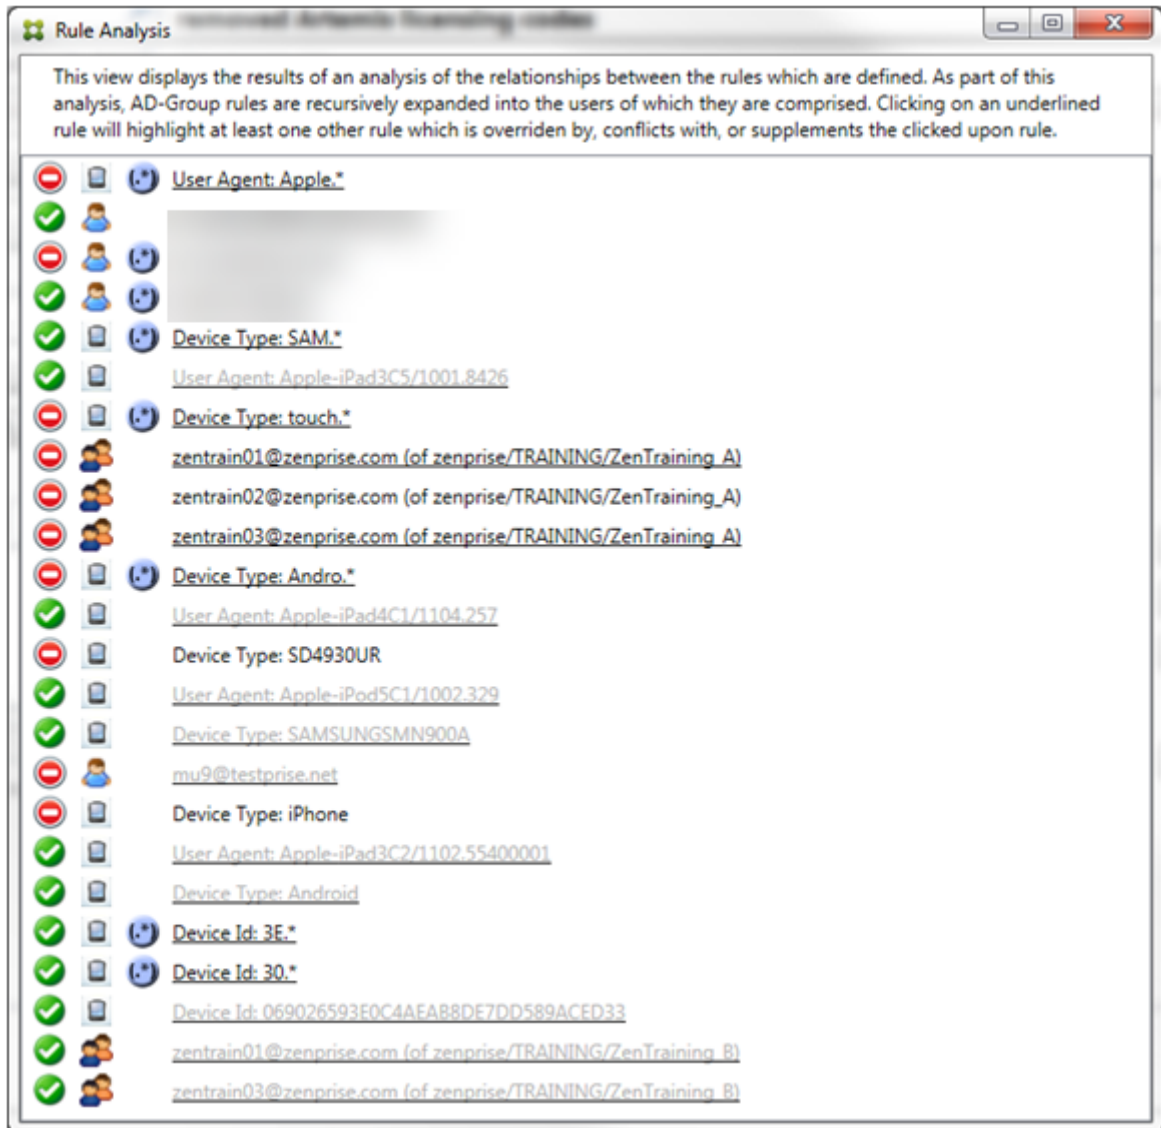 removed Artemis licensing codes
Rule Analysis
This view displays the results of an analysis of the relationships between the rules which are defined. As part of this
analysis, AD-Group rules are recursively expanded into the users of which they are comprised. Clicking on an underlined
rule will highlight at least one other rule which is overriden by, conflicts with, or supplements the clicked upon rule.
(.*) User Agent: Apple.*
(.*)
(.*)
(.*) Device Type: SAM.*
User Agent: Apple-iPad3C5/1001.8426
(.*) Device Type: touch.*
zentrain01@zenprise.com (of zenprise/TRAINING/ZenTraining_A)
zentrain02@zenprise.com (of zenprise/TRAINING/ZenTraining_A)
zentrain03@zenprise.com (of zenprise/TRAINING/ZenTraining_A)
(.*) Device Type: Andro.*
User Agent: Apple-iPad4C1/1104.257
Device Type: SD4930UR
User Agent: Apple-iPod5C1/1002.329
Device Type: SAMSUNGSMN900A
mu9@testprise.net
Device Type: iPhone
User Agent: Apple-iPad3C2/1102.55400001
Device Type: Android
(.*) Device Id: 3E.*
(.*) Device Id: 30.*
Device Id: 069026593E0C4AEAB8DE7DD589ACED33
zentrain01@zenprise.com (of zenprise/TRAINING/ZenTraining_B)
zentrain03@zenprise.com (of zenprise/TRAINING/ZenTraining_B)